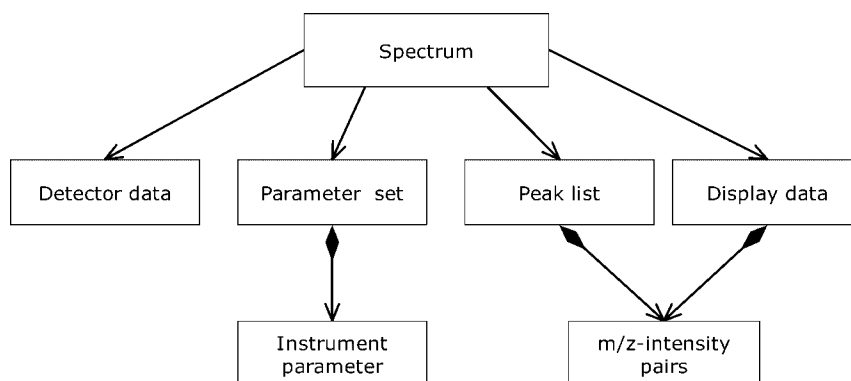 Spectrum
Detector data
Parameter set
Peak list
Display data
Instrument
parameter
m/z-intensity
pairs